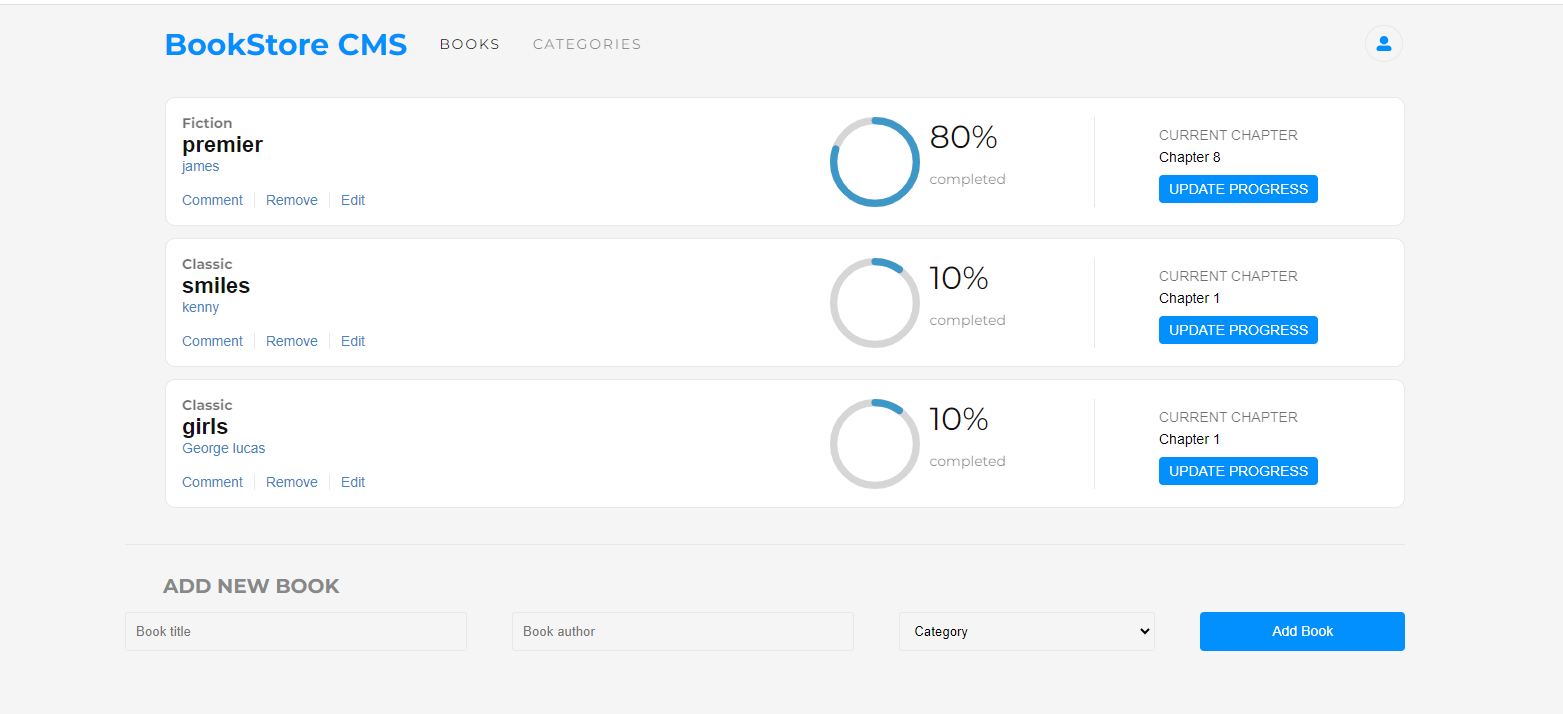 BookStore CMS BOOKS CATEGORIES
Fiction
premier
james
Comment Remove Edit
80%
completed
CURRENT CHAPTER
Chapter 8
UPDATE PROGRESS
Classic
smiles
kenny
Comment Remove Edit
10%
completed
CURRENT CHAPTER
Chapter 1
UPDATE PROGRESS
Classic
girls
George lucas
Comment Remove Edit
10%
completed
CURRENT CHAPTER
Chapter 1
UPDATE PROGRESS
ADD NEW BOOK
Book title Book author Category Add Book